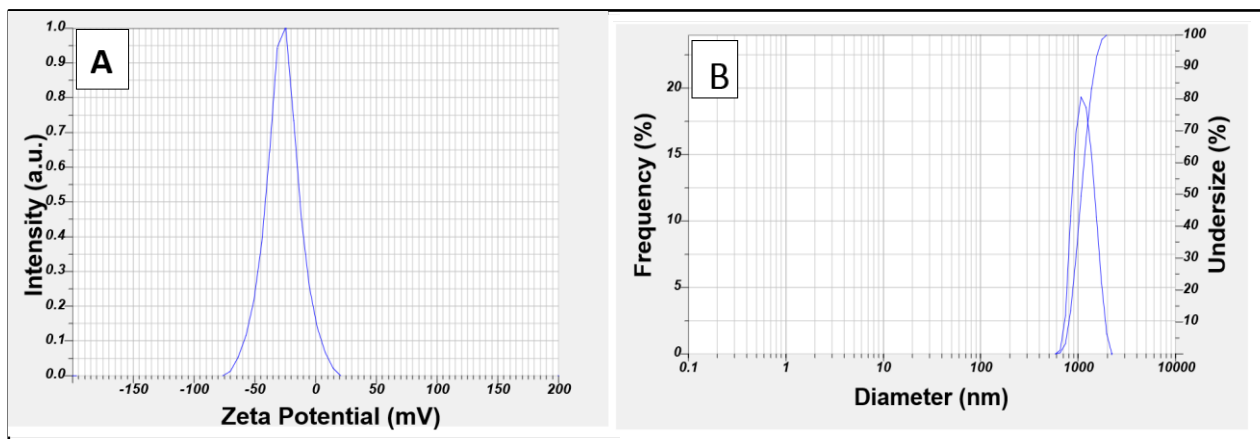 A
Intensity (a.u.)
1.0
0.9
0.8
0.7
0.6
0.5
0.4
0.3
0.2
0.1
0.0
-150 -100 -50 0 50 100 150 200
Zeta Potential (mV)
B
Frequency (%)
20
15
10
5
0
100
90
80
70
60
50
40
30
20
10
Undersize (%)
0.1 1 10 100 1000 10000
Diameter (nm)